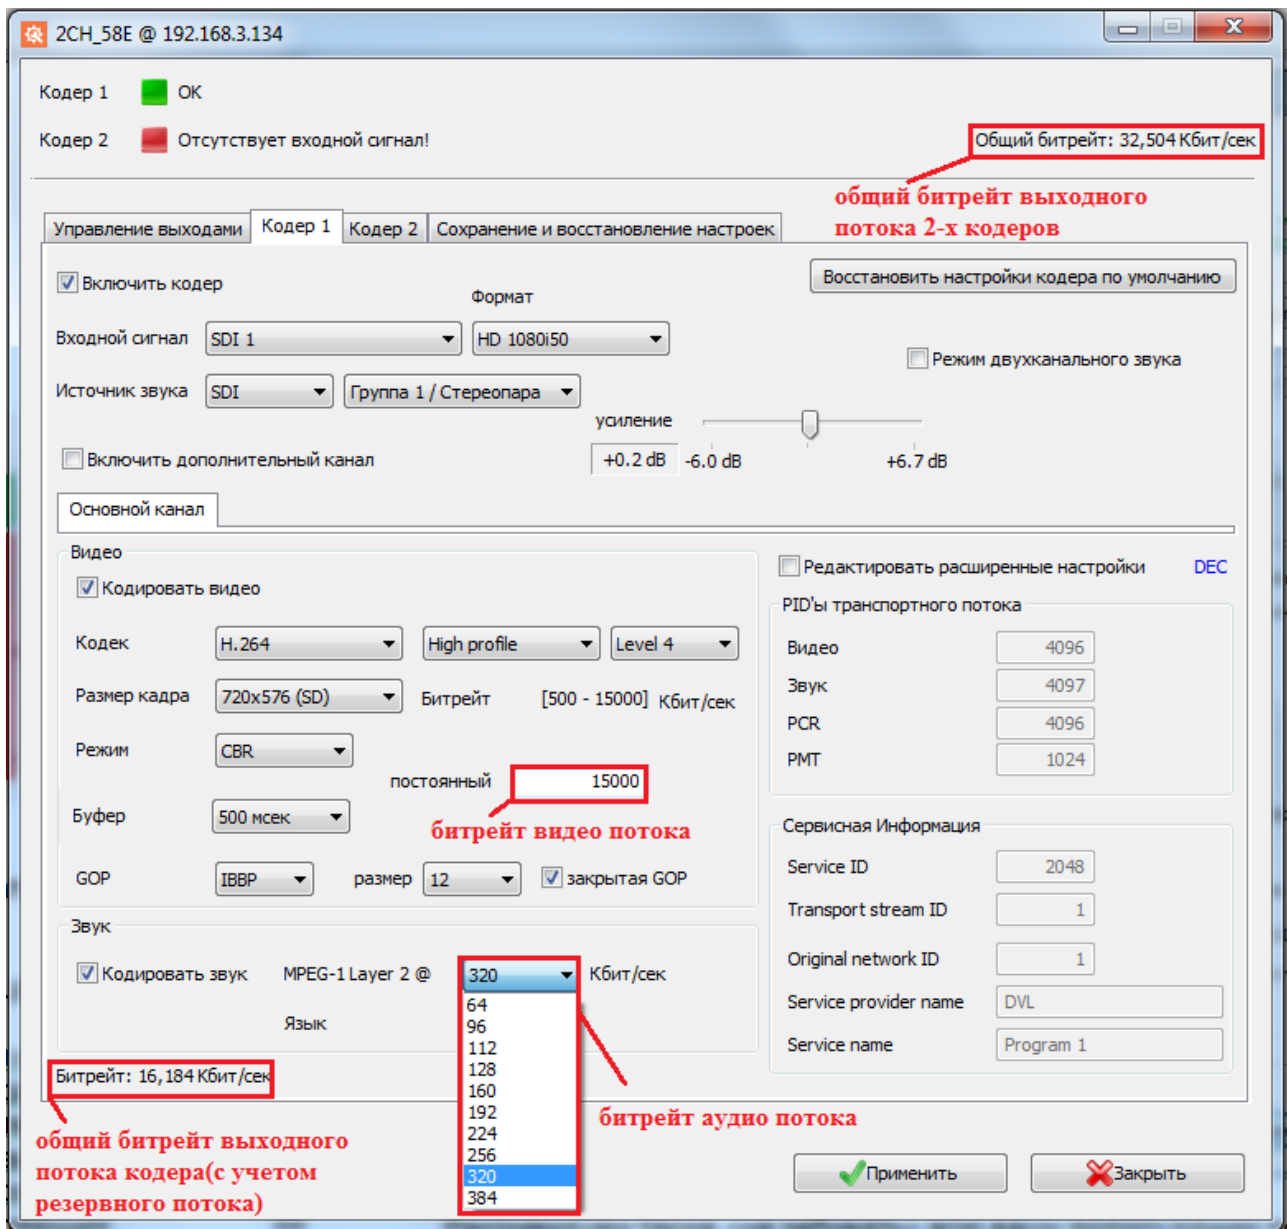 2CH_58E @ 192.168.3.134
Кодер 1 OK
Кодер 2 Отсутствует входной сигнал!
Общий битрейт: 32,504 Кбит/сек
общий битрейт выходного
потока 2-х кодеров
Управление выходами Кодер 1 Кодер 2 Сохранение и восстановление настроек
Включить кодер
Восстановить настройки кодера по умолчанию
Формат
Входной сигнал SDI 1 HD 1080i50
Режим двухканального звука
Источник звука SDI Группа 1 / Стереопара
усиление
Включить дополнительный канал
+0.2 dB -6.0 dB +6.7 dB
Основной канал
Видео
Кодировать видео
Кодек H.264 High profile Level 4
Размер кадра 720x576 (SD) Битрейт [500 - 15000] Кбит/сек
Режим CBR
постоянный 15000
Буфер 500 мсек
битрейт видео потока
GOP IBBP размер 12 закрытая GOP
Редактировать расширенные настройки DEC
PID'ы транспортного потока
Видео 4096
Звук 4097
PCR 4096
PMT 1024
Сервисная Информация
Service ID 2048
Transport stream ID 1
Original network ID 1
Service provider name DVL
Service name Program 1
Звук
Кодировать звук MPEG-1 Layer 2 @ 320 Кбит/сек
Язык
64
96
112
128
160
192
224
256
320
384
битрейт аудио потока
Битрейт: 16,184 Кбит/сек
общий битрейт выходного
потока кодера(с учетом
резервного потока)
Применить Закрыть